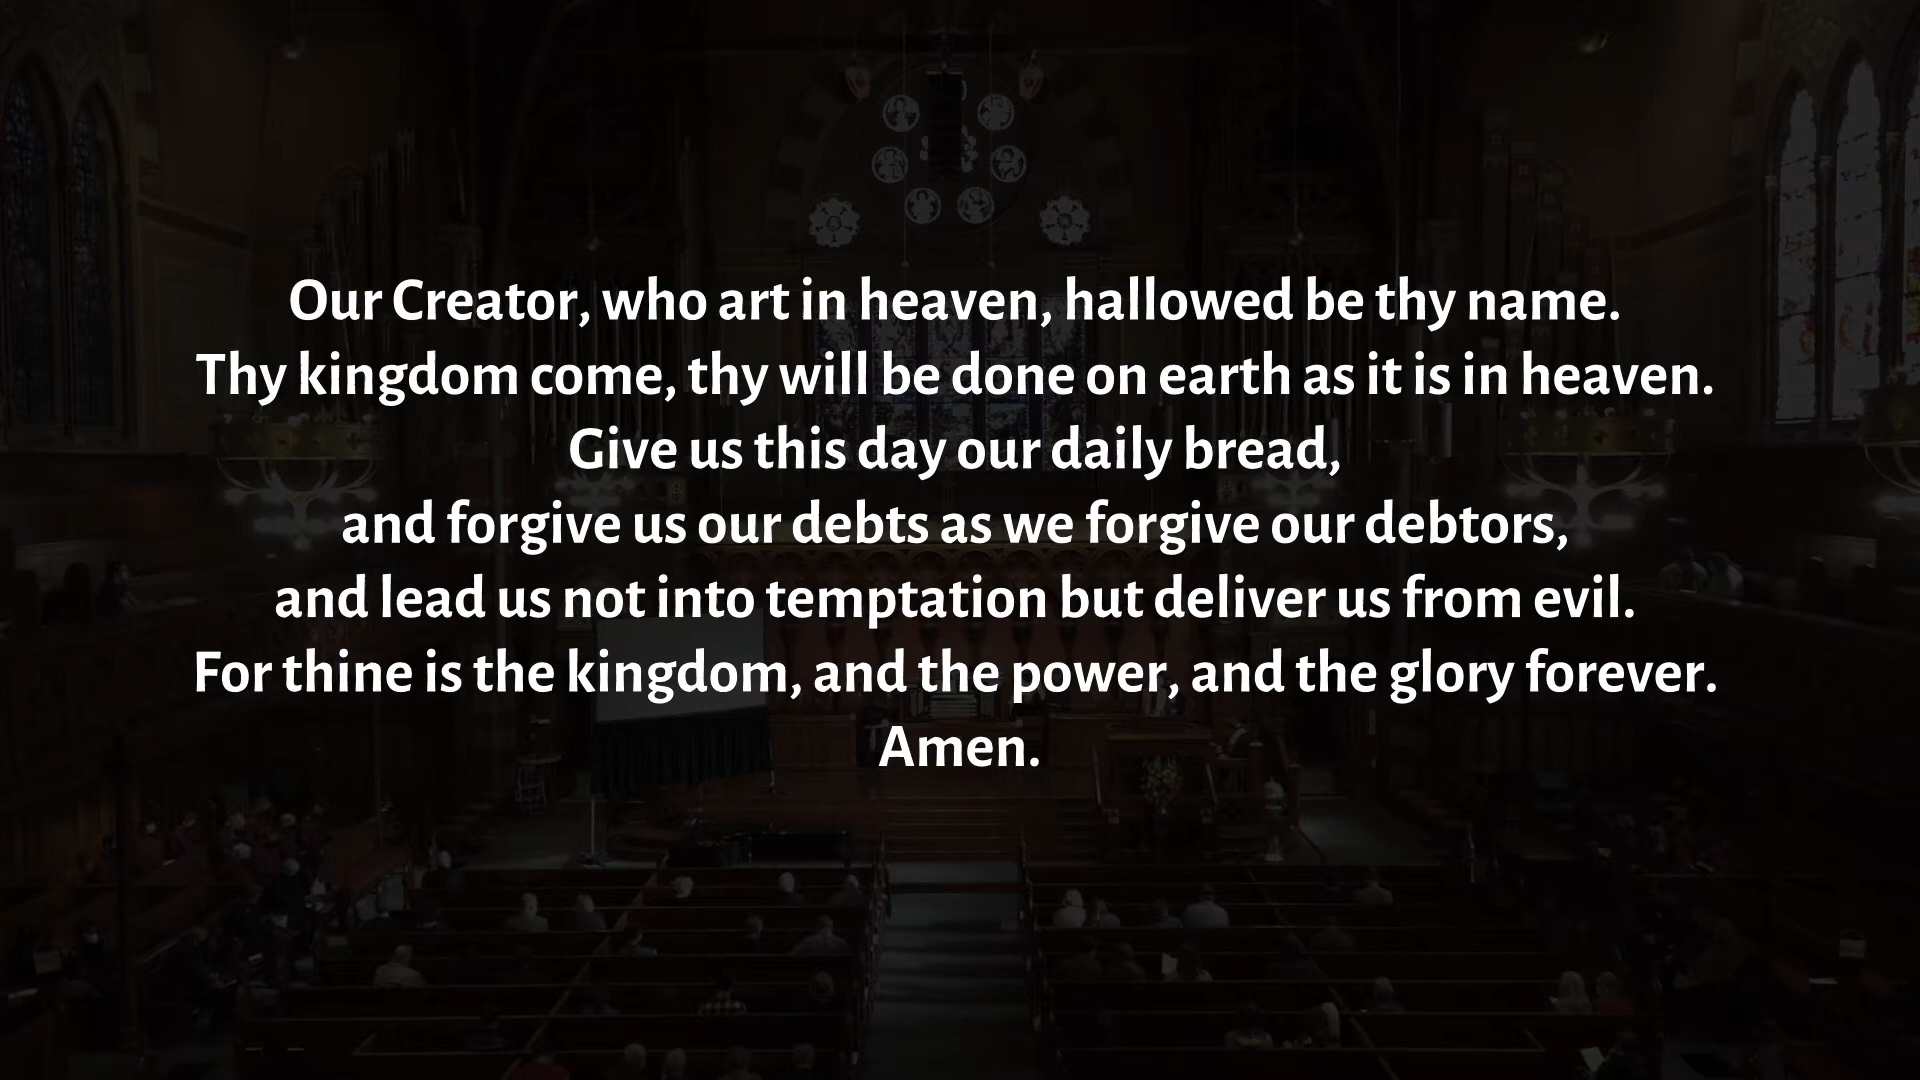 Our Creator, who art in heaven, hallowed be thy name.
Thy kingdom come, thy will be done on earth as it is in heaven.
Give us this day our daily bread,
and forgive us our debts as we forgive our debtors,
and lead us not into temptation but deliver us from evil.
For thine is the kingdom, and the power, and the glory forever.
Amen.